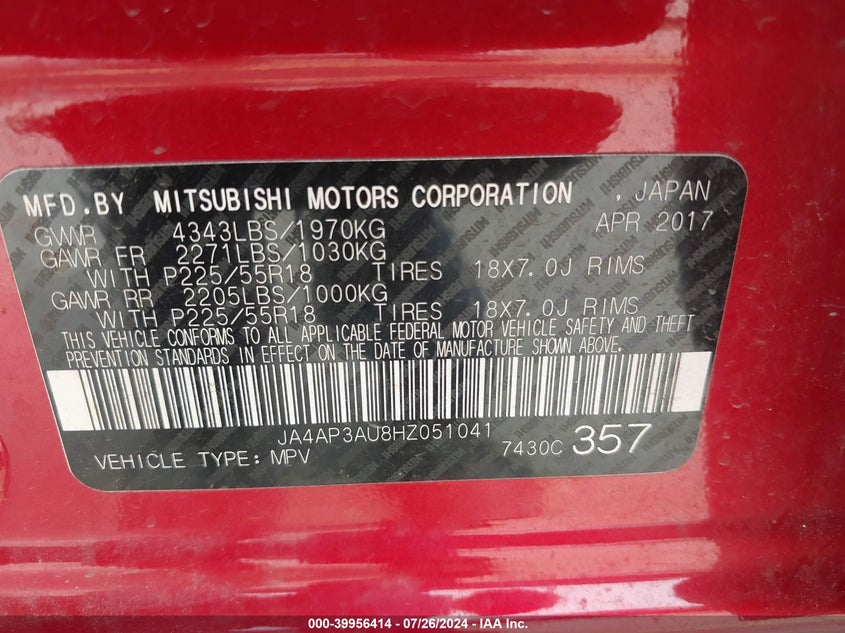 MFD.BY MITSUBISHI MOTORS CORPORATION , JAPAN
GVWR 4343LBS/1970KG APR 2017
GAWR FR 2271LBS/1030KG
WITH P225/55R18 TIRES 18X7.0J RIMS
GAWR RR 2205LBS/1000KG
WITH P225/55R18 TIRES 18X7.0J RIMS
THIS VEHICLE CONFORMS TO ALL APPLICABLE FEDERAL MOTOR VEHICLE SAFETY AND THEFT
PREVENTION STANDARDS IN EFFECT ON THE DATE OF MANUFACTURE SHOWN ABOVE.
JA4AP3AU8HZ051041
VEHICLE TYPE: MPV 7430C 357
000-39956414 - 07/26/2024 - IAA Inc.